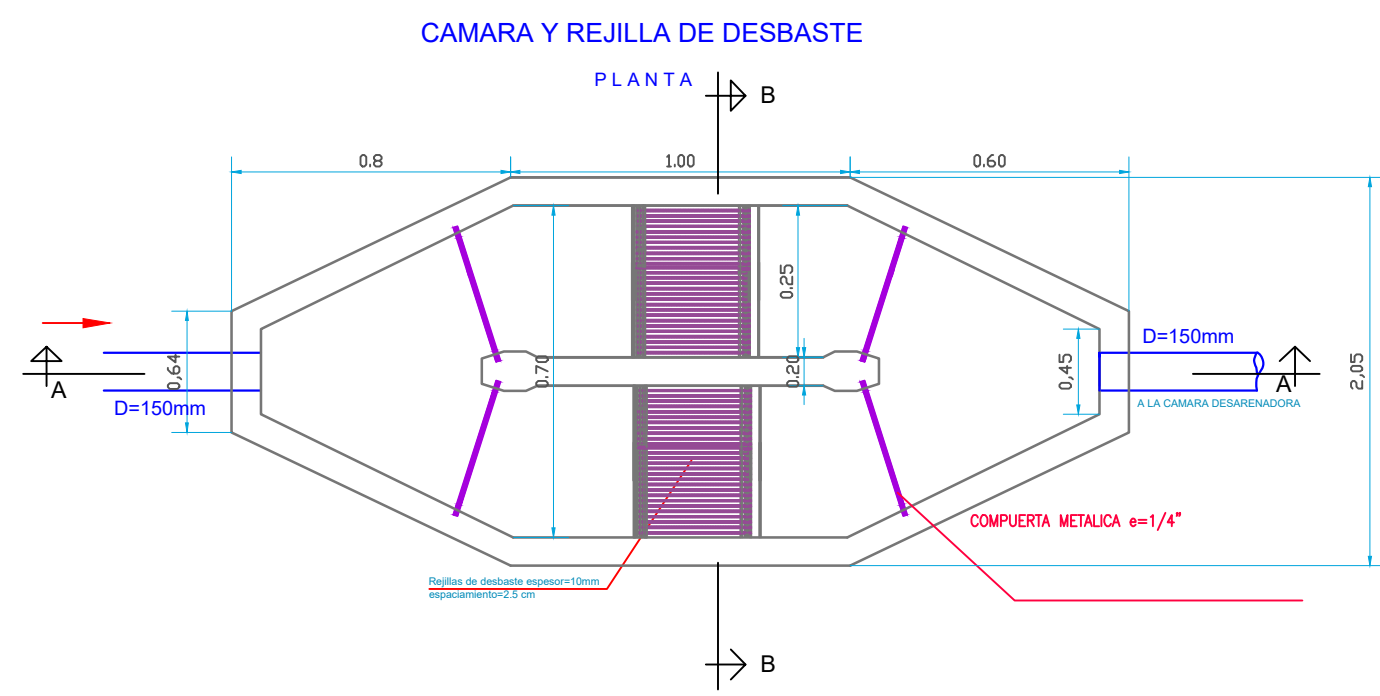 CAMARA Y REJILLA DE DESBASTE
P L A N T A
B
0.8
1.00
0.60
0.25
D=150mm
0,64
0.70
0.20
0,45
2,05
A
A
D=150mm
A LA CAMARA DESARENADORA
COMPUERTA METALICA e=1/4"
Rejillas de desbaste espesor=10mm
espaciamiento=2.5 cm
B